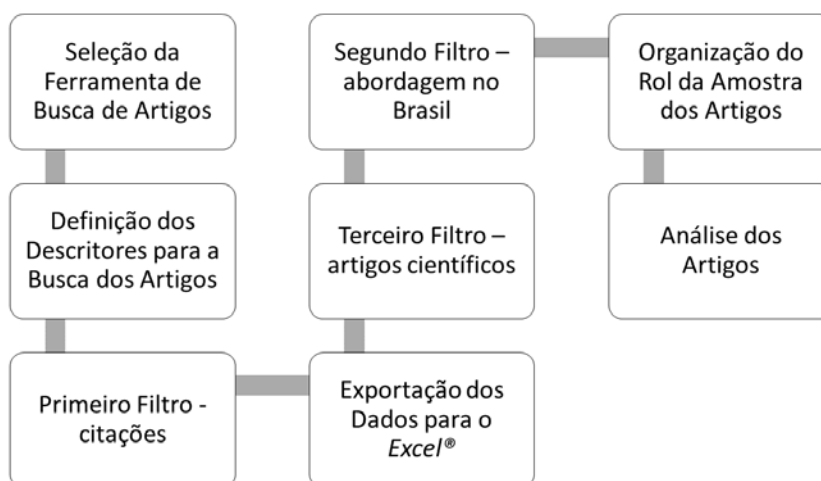 Seleção da
Ferramenta de
Busca de Artigos
Definição dos
Descritores para a
Busca dos Artigos
Primeiro Filtro -
citações
Exportação dos
Dados para o
Excel®
Terceiro Filtro –
artigos científicos
Segundo Filtro –
abordagem no
Brasil
Organização do
Rol da Amostra
dos Artigos
Análise dos
Artigos